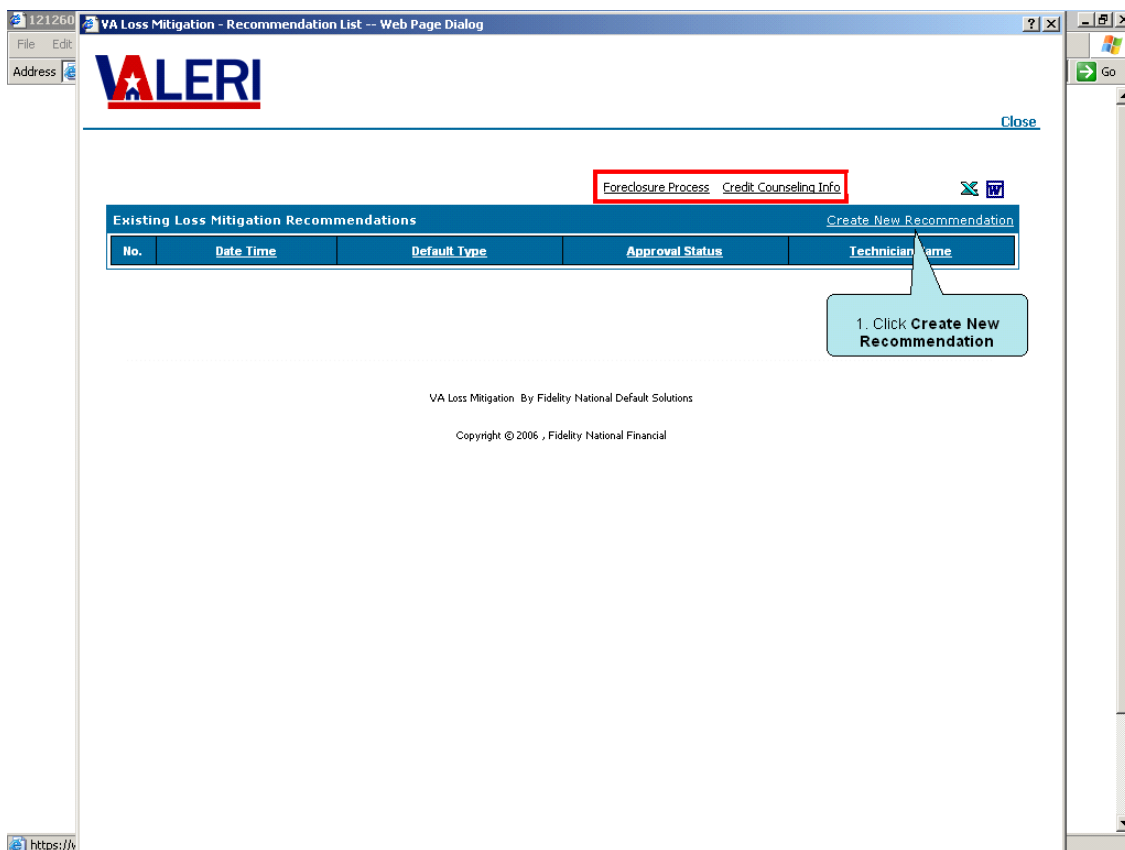 121260
VA Loss Mitigation - Recommendation List -- Web Page Dialog
File Edit
Address
Go
VALERI
Close
Foreclosure Process Credit Counseling Info
Existing Loss Mitigation Recommendations Create New Recommendation
No. Date Time Default Type Approval Status Technician Name
1. Click Create New
Recommendation
VA Loss Mitigation By Fidelity National Default Solutions
Copyright © 2006 , Fidelity National Financial
https://v